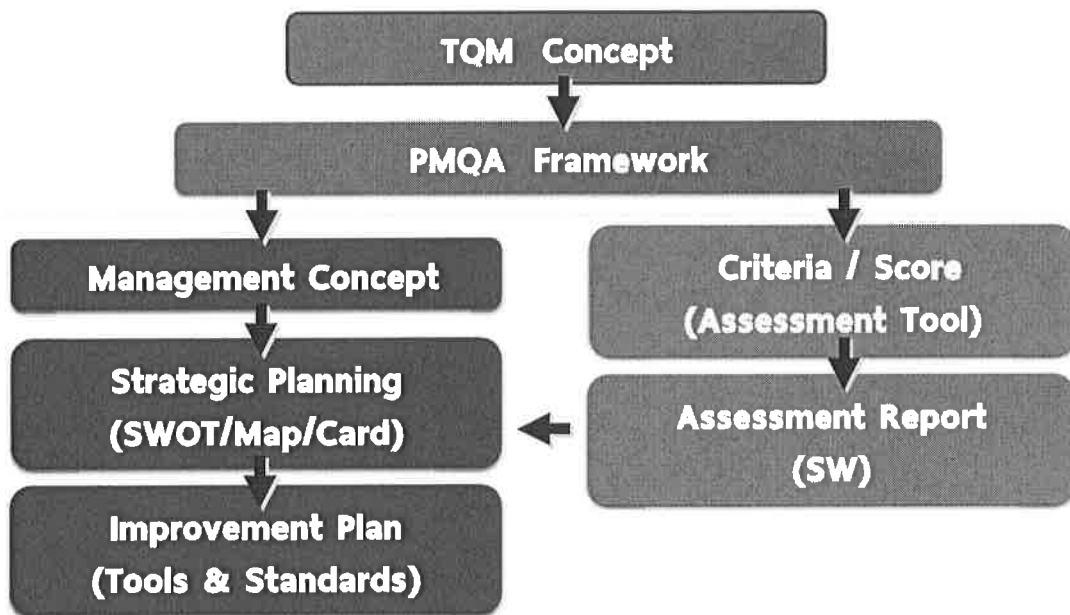 TQM Concept
PMQA Framework
Management Concept
Strategic Planning
(SWOT/Map/Card)
Improvement Plan
(Tools & Standards)
Criteria / Score
(Assessment Tool)
Assessment Report
(SW)